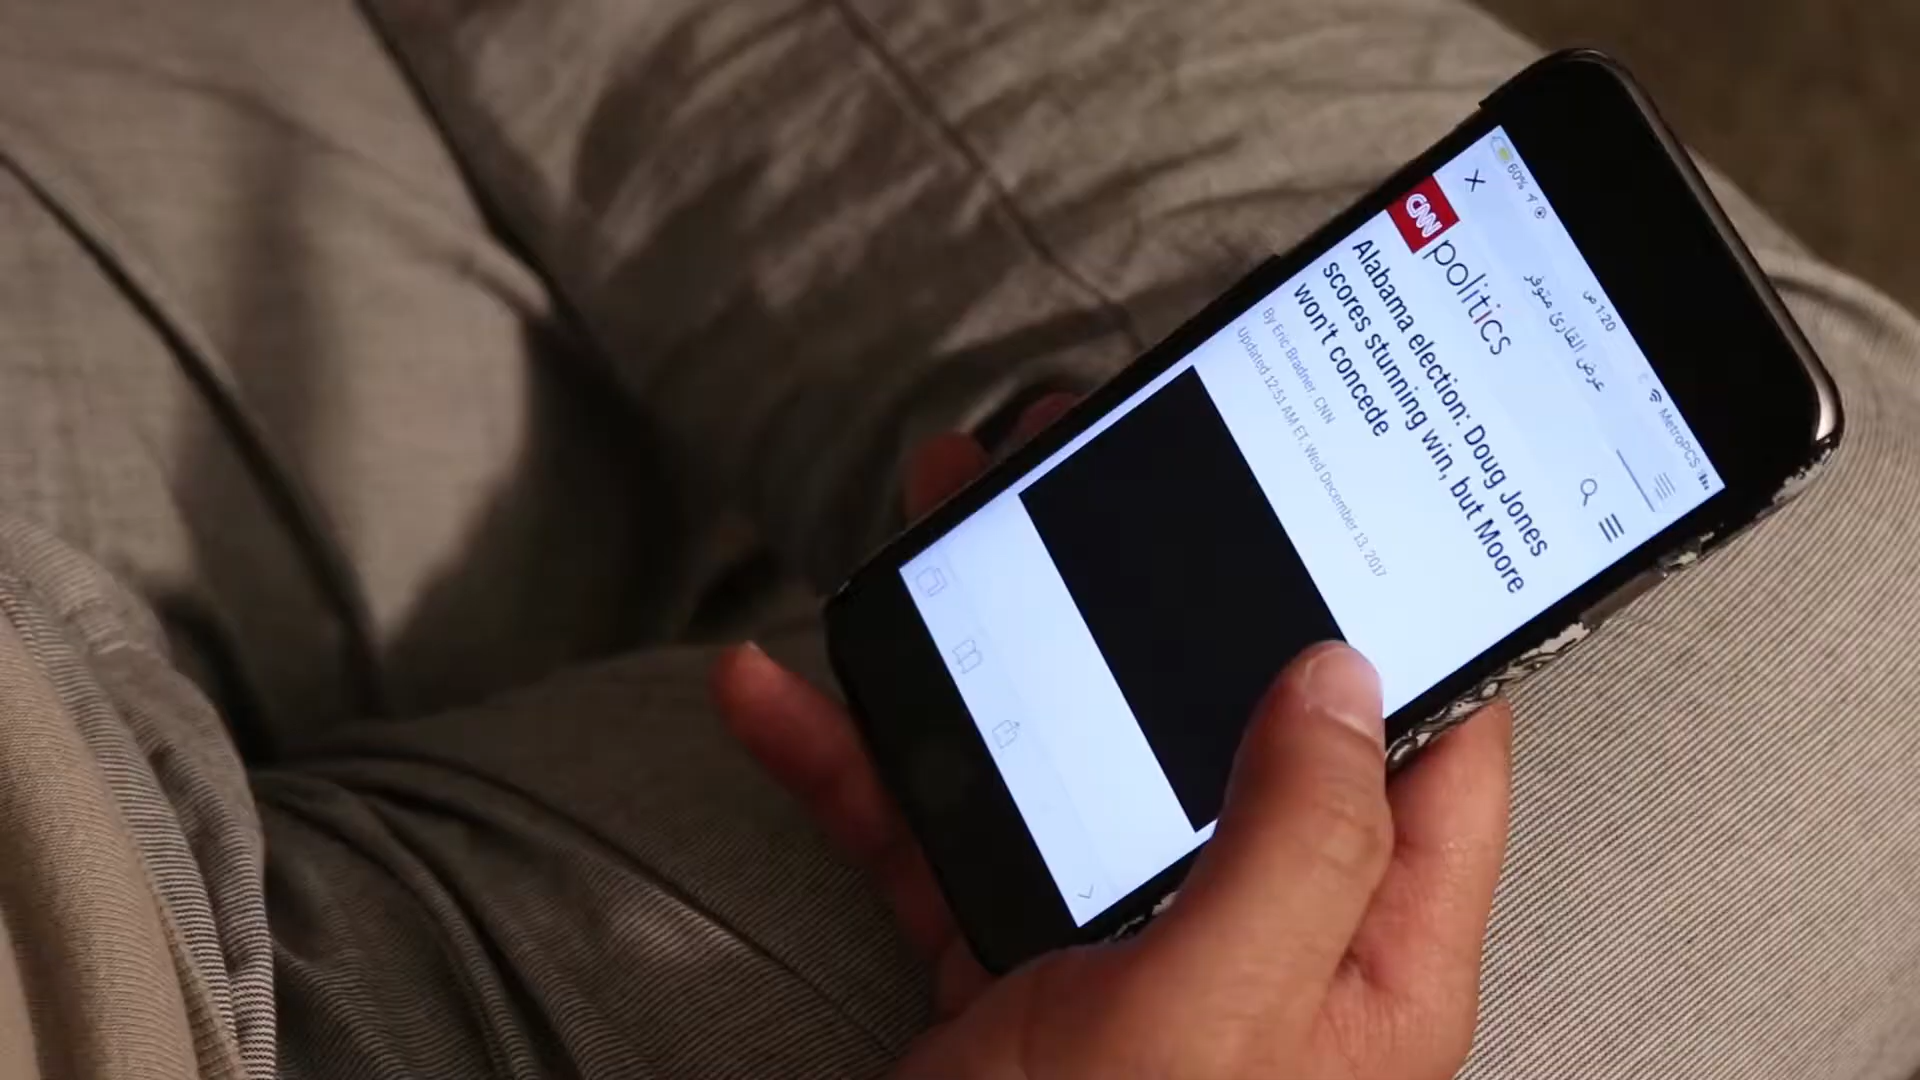 MetroPCS
1:20 ص
60%
عرض القارئ متوفر
CNN politics
Alabama election: Doug Jones
scores stunning win, but Moore
won't concede
By Eric Bradner, CNN
Updated 12:51 AM ET, Wed December 13, 2017